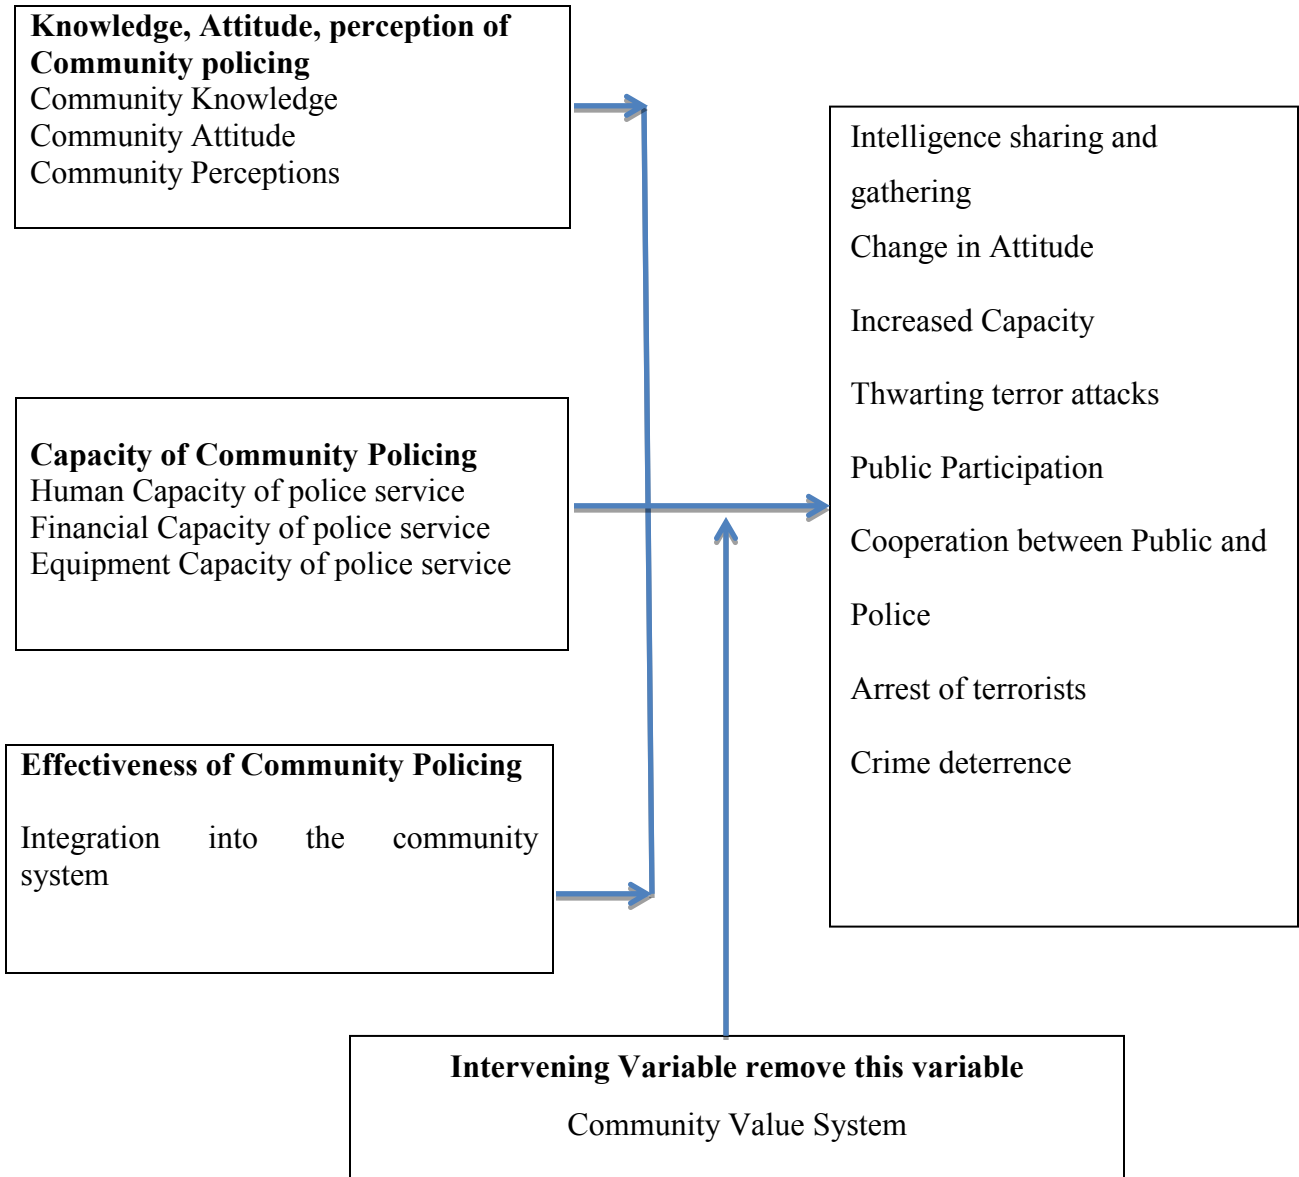 Knowledge, Attitude, perception of
Community policing
Community Knowledge
Community Attitude
Community Perceptions
Capacity of Community Policing
Human Capacity of police service
Financial Capacity of police service
Equipment Capacity of police service
Effectiveness of Community Policing
Integration into the community
system
Intelligence sharing and
gathering
Change in Attitude
Increased Capacity
Thwarting terror attacks
Public Participation
Cooperation between Public and
Police
Arrest of terrorists
Crime deterrence
Intervening Variable remove this variable
Community Value System